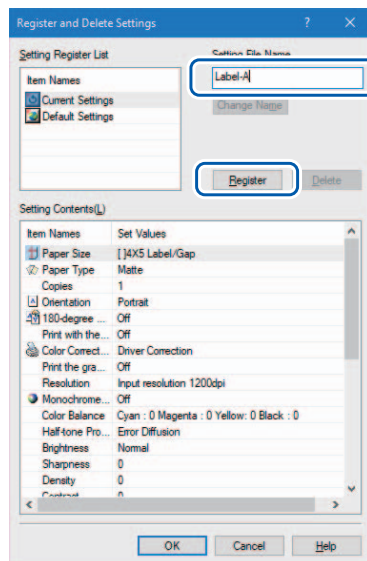 Register and Delete Settings ? ×
Setting Register List
Setting File Name
Item Names
Current Settings
Default Settings
Label-A
Change Name
Register
Delete
Setting Contents(L)
Item Names Set Values
Paper Size [ ]4X5 Label/Gap
Paper Type Matte
Copies 1
Orientation Portrait
180-degree ... Off
Print with the... Off
Color Correct... Driver Correction
Print the gra... Off
Resolution Input resolution 1200dpi
Monochrome... Off
Color Balance Cyan : 0 Magenta : 0 Yellow: 0 Black : 0
Half-tone Pro... Error Diffusion
Brightness Normal
Sharpness 0
Density 0
Contrast 0
OK Cancel Help